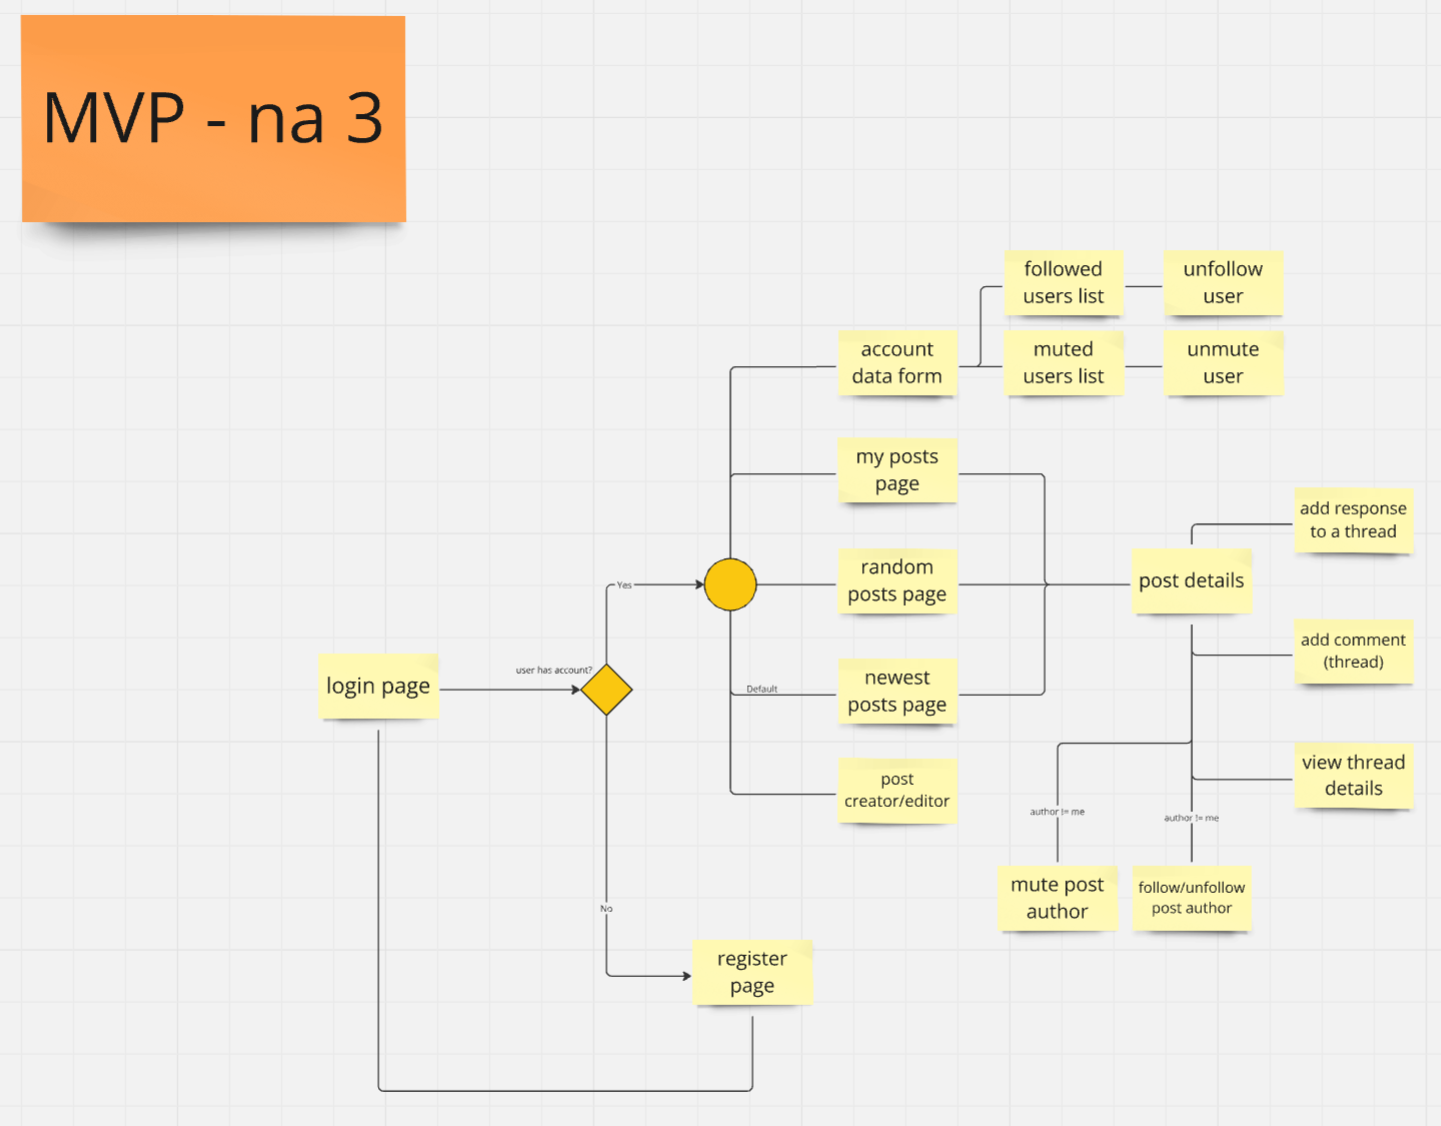 MVP - na 3
followed
users list
unfollow
user
account
data form
muted
users list
unmute
user
my posts
page
add response
to a thread
random
posts page
post details
Yes
add comment
(thread)
user has account?
login page
newest
posts page
Default
view thread
details
post
creator/editor
author != me
author != me
mute post
author
follow/unfollow
post author
No
register
page